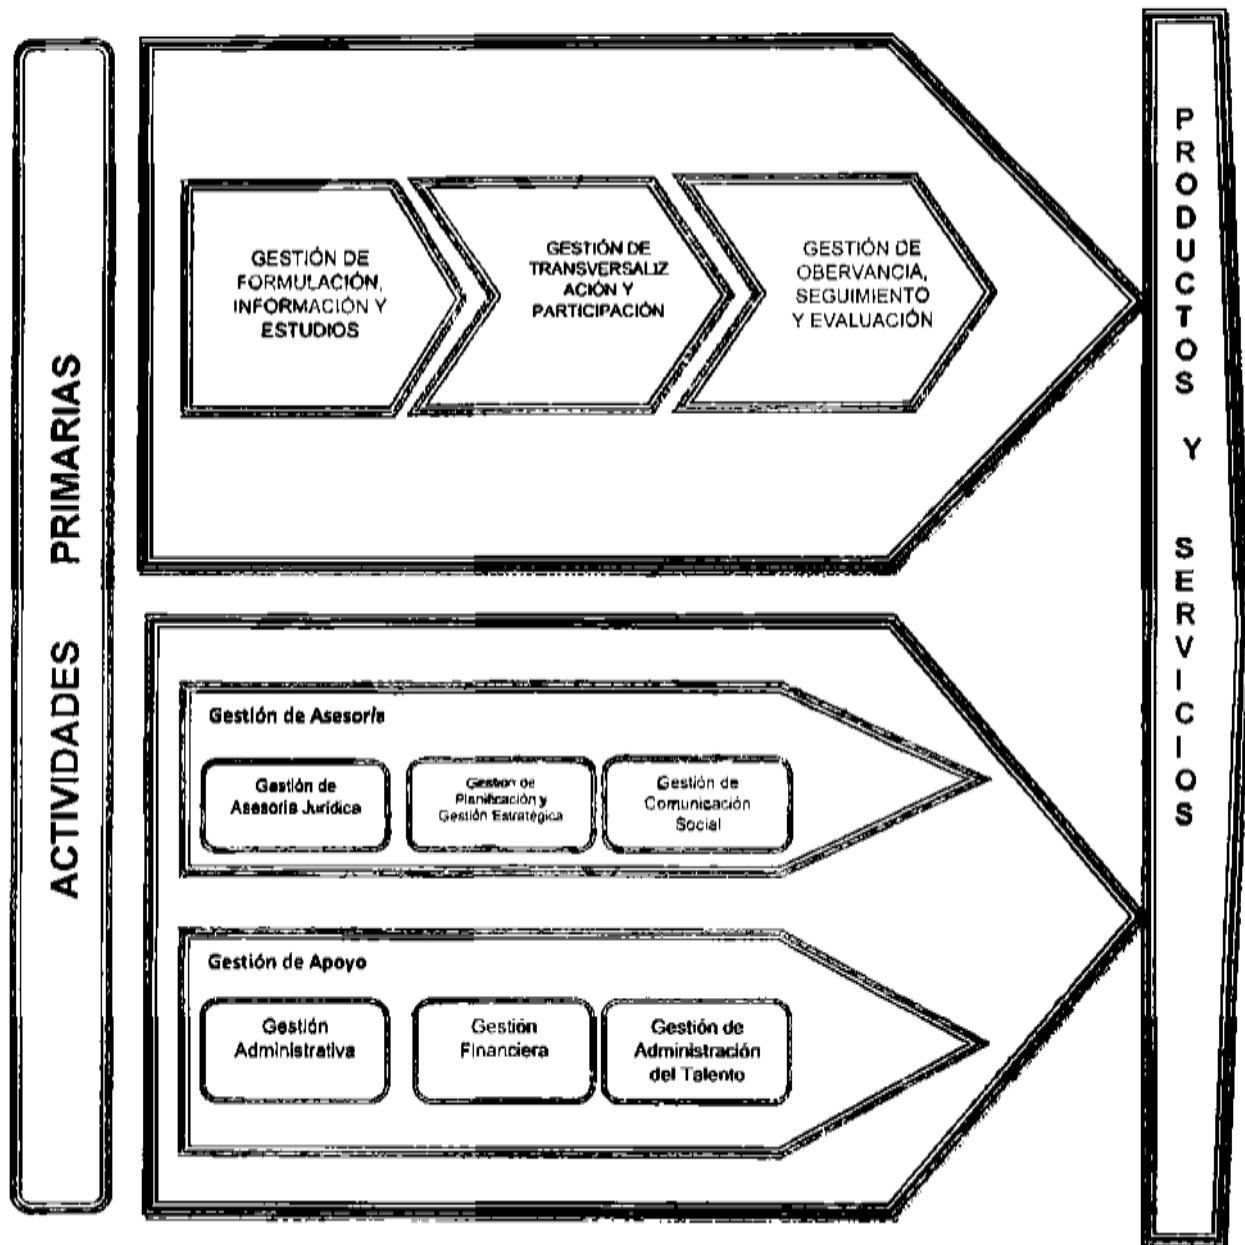 ACTIVIDADES PRIMARIAS
GESTIÓN DE
FORMULACIÓN,
INFORMACIÓN Y
ESTUDIOS
GESTIÓN DE
TRANSVERSALIZ
ACIÓN Y
PARTICIPACIÓN
GESTIÓN DE
OBERVANCIA,
SEGUIMIENTO
Y EVALUACIÓN
Gestión de Asesoría
Gestión de
Asesoría Jurídica
Gestión de
Planificación y
Gestión Estratégica
Gestión de
Comunicación
Social
Gestión de Apoyo
Gestión
Administrativa
Gestión
Financiera
Gestión de
Administración
del Talento
PRODUCTOS Y SERVICIOS